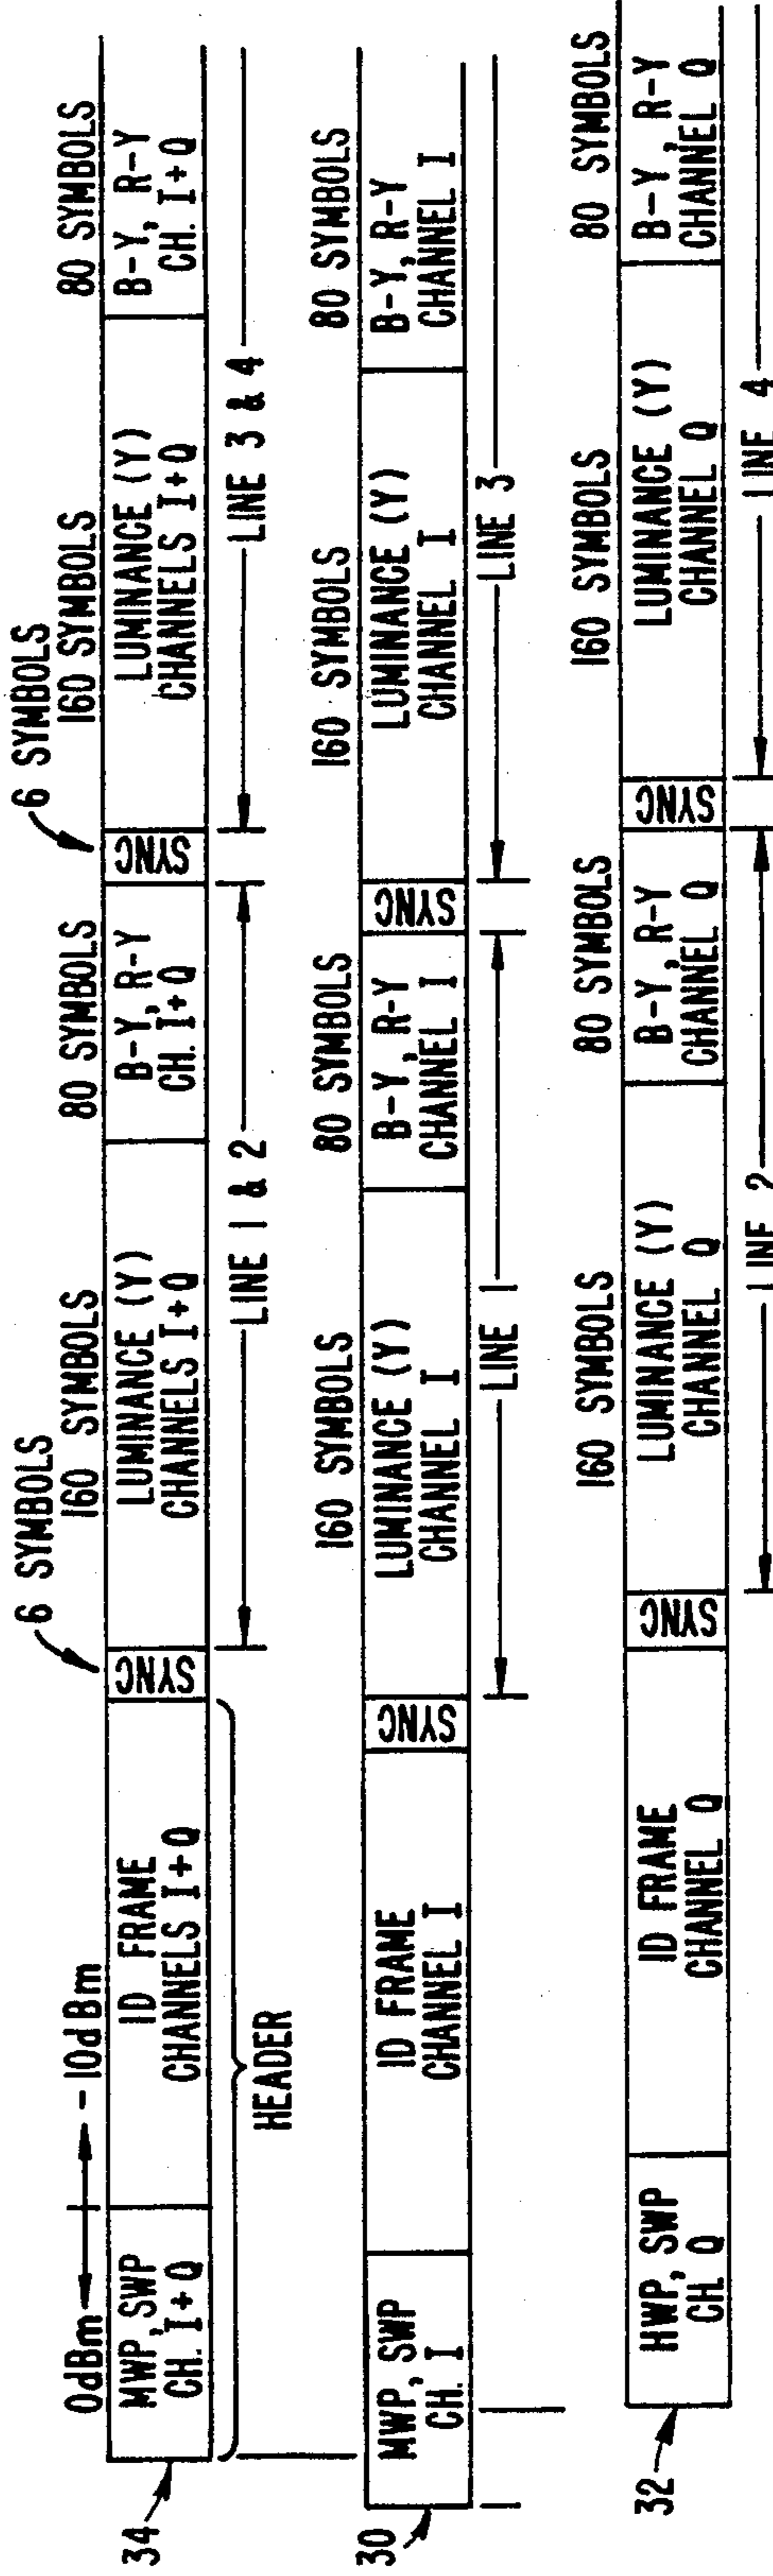 0dBm
-10dBm
6 SYMBOLS
160 SYMBOLS
80 SYMBOLS
6 SYMBOLS
160 SYMBOLS
80 SYMBOLS
34
MWP, SWP
CH. I+Q
ID FRAME
CHANNELS I+Q
SYNC
LUMINANCE (Y)
CHANNELS I+Q
B-Y, R-Y
CH. I+Q
SYNC
LUMINANCE (Y)
CHANNELS I+Q
B-Y, R-Y
CH. I+Q
HEADER
LINE 1 & 2
LINE 3 & 4
160 SYMBOLS
80 SYMBOLS
160 SYMBOLS
80 SYMBOLS
30
MWP, SWP
CH. I
ID FRAME
CHANNEL I
SYNC
LUMINANCE (Y)
CHANNEL I
B-Y, R-Y
CHANNEL I
SYNC
LUMINANCE (Y)
CHANNEL I
B-Y, R-Y
CHANNEL I
LINE 1
LINE 3
160 SYMBOLS
80 SYMBOLS
160 SYMBOLS
80 SYMBOLS
32
HWP, SWP
CH. Q
ID FRAME
CHANNEL Q
SYNC
LUMINANCE (Y)
CHANNEL Q
B-Y, R-Y
CHANNEL Q
SYNC
LUMINANCE (Y)
CHANNEL Q
B-Y, R-Y
CHANNEL Q
LINE 2
LINE 4